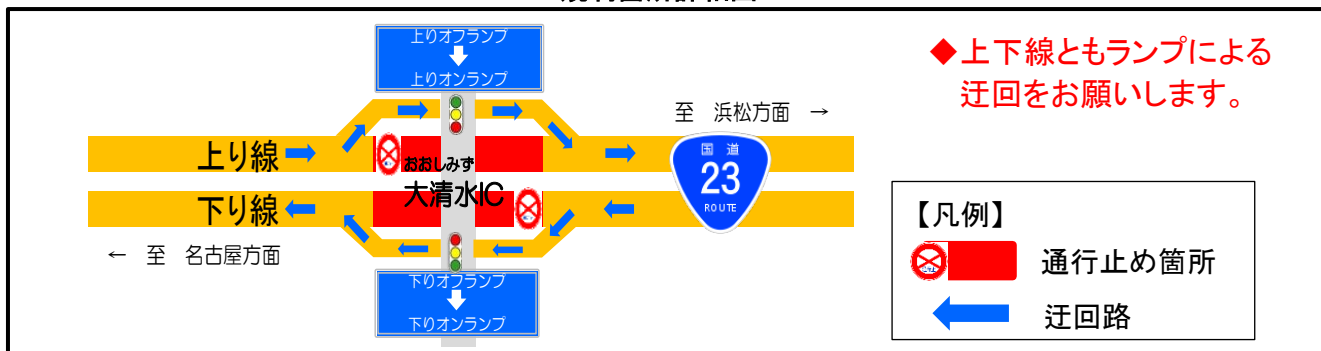 上りオフランプ
上りオンランプ
◆上下線ともランプによる
迂回をお願いします。
至 浜松方面 →
上り線
おおしみず
大清水IC
国道
23
ROUTE
下り線
← 至 名古屋方面
下りオフランプ
下りオンランプ
【凡例】
通行止め箇所
迂回路